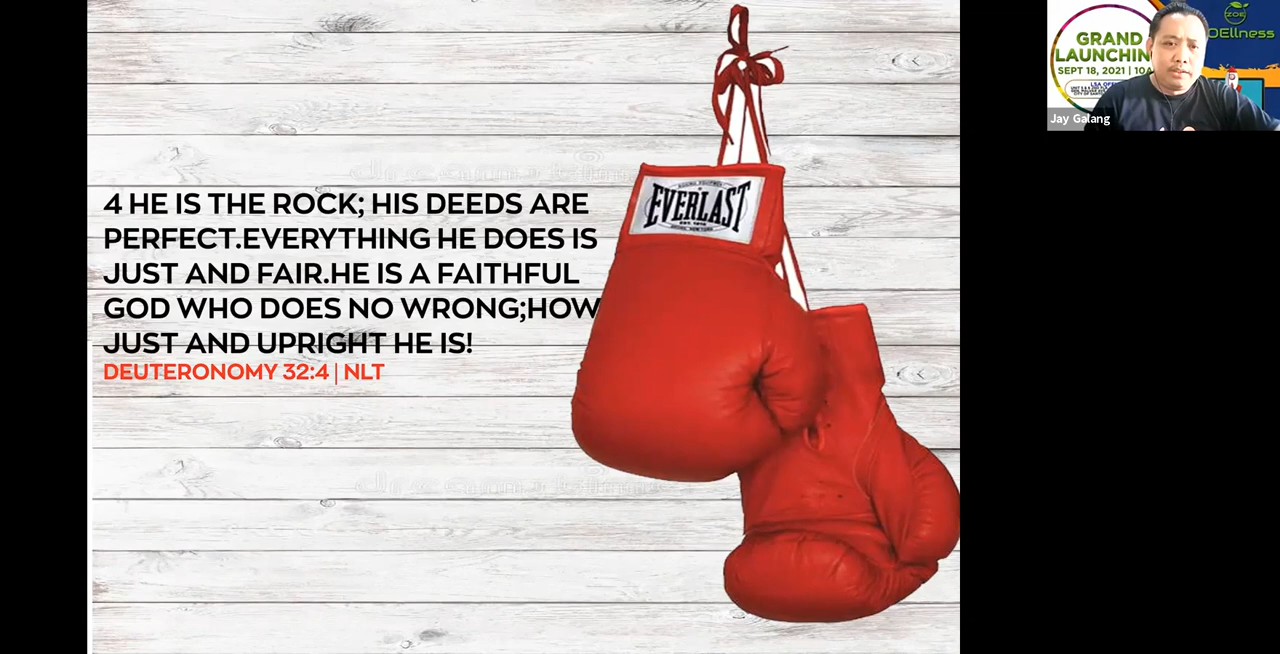 4 HE IS THE ROCK; HIS DEEDS ARE
PERFECT.EVERYTHING HE DOES IS
JUST AND FAIR.HE IS A FAITHFUL
GOD WHO DOES NO WRONG;HOW
JUST AND UPRIGHT HE IS!
DEUTERONOMY 32:4 | NLT
EVERLAST
GRAND
LAUNCHIN
SEPT 18, 2021 | 10A
ZOE
OEllness
Jay Galang